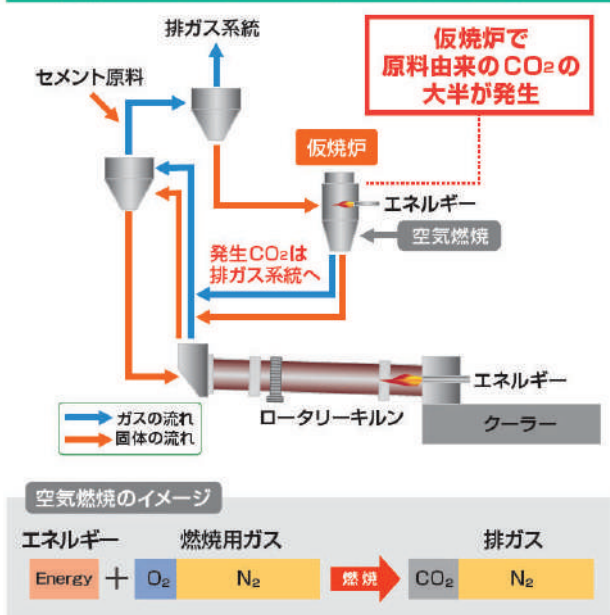 排ガス系統
セメント原料
仮焼炉で
原料由来のCO₂の
大半が発生
仮焼炉
エネルギー
空気燃焼
発生CO₂は
排ガス系統へ
エネルギー
ロータリーキルン
クーラー
ガスの流れ
固体の流れ
空気燃焼のイメージ
エネルギー 燃焼用ガス 排ガス
Energy + O₂ N₂ 燃焼 CO₂ N₂